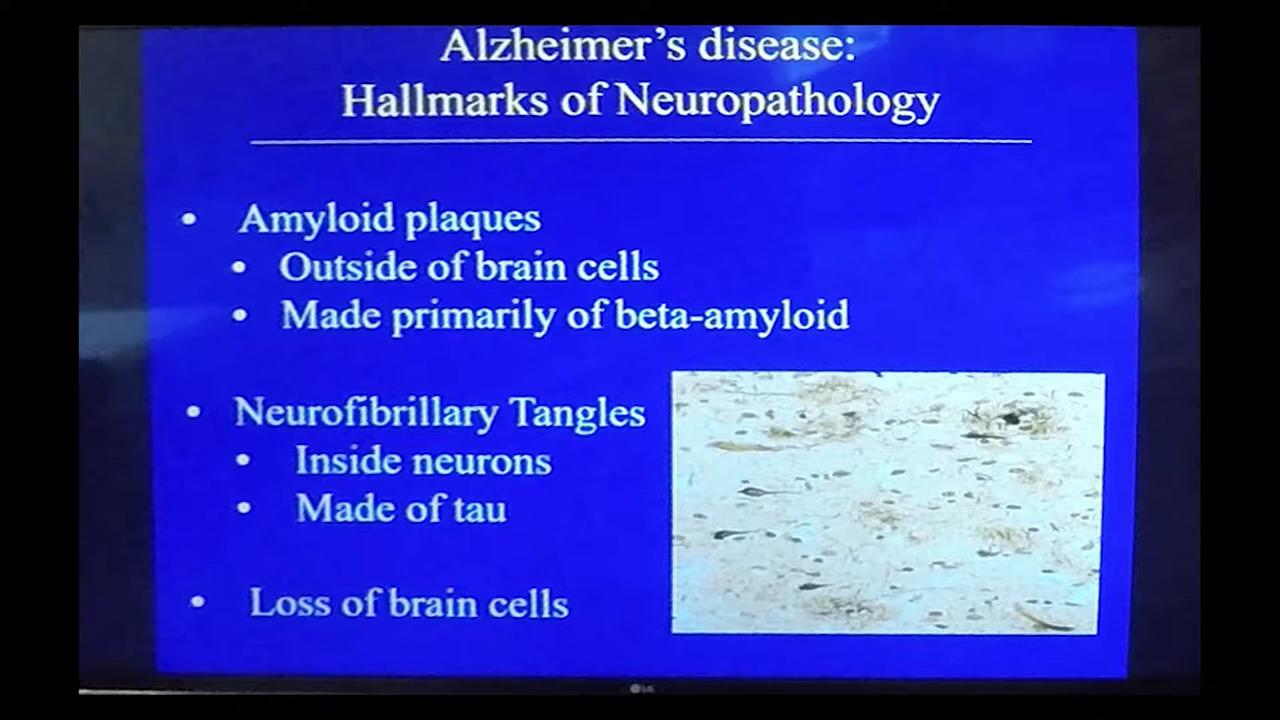 Alzheimer's disease:
Hallmarks of Neuropathology
• Amyloid plaques
• Outside of brain cells
• Made primarily of beta-amyloid
• Neurofibrillary Tangles
• Inside neurons
• Made of tau
• Loss of brain cells
LG